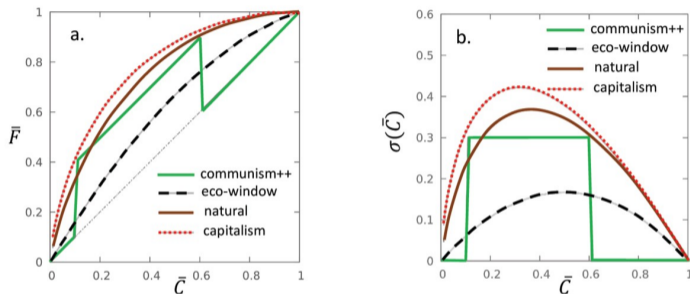 a.
1
0.8
0.6
0.4
0.2
0
F̄
communism++
eco-window
natural
capitalism
0 0.2 0.4 0.6 0.8 1
C̄
b.
0.6
0.5
0.4
0.3
0.2
0.1
0
σ(C̄)
communism++
eco-window
natural
capitalism
0 0.2 0.4 0.6 0.8 1
C̄